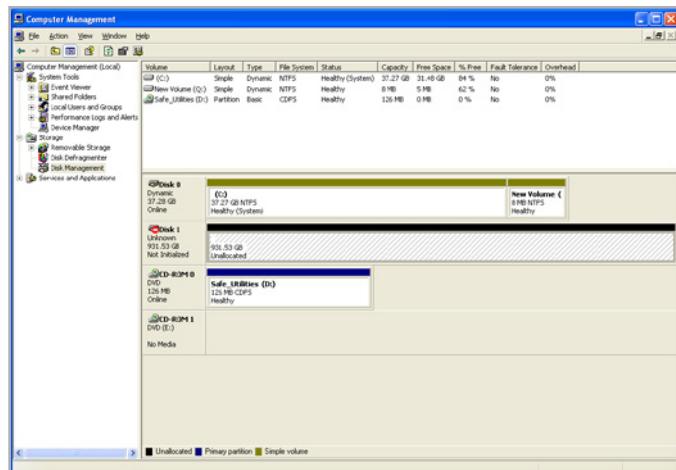 Computer Management
File Action View Window Help
Computer Management (Local)
System Tools
Event Viewer
Shared Folders
Local Users and Groups
Performance Logs and Alerts
Device Manager
Storage
Removable Storage
Disk Defragmenter
Disk Management
Services and Applications
Volume Layout Type File System Status Capacity Free Space % Free Fault Tolerance Overhead
(C:) Simple Dynamic NTFS Healthy (System) 37.27 GB 31.48 GB 84 % No 0%
New Volume (Q:) Simple Dynamic NTFS Healthy 8 MB 5 MB 62 % No 0%
Safe_Utilities (D:) Partition Basic CDFS Healthy 126 MB 0 MB 0 % No 0%
Disk 0
Dynamic
37.28 GB
Online
(C:)
37.27 GB NTFS
Healthy (System)
New Volume (
8 MB NTFS
Healthy
Disk 1
Unknown
931.53 GB
Not Initialized
931.53 GB
Unallocated
CD-ROM 0
DVD
126 MB
Online
Safe_Utilities (D:)
126 MB CDFS
Healthy
CD-ROM 1
DVD (E:)
No Media
Unallocated Primary partition Simple volume